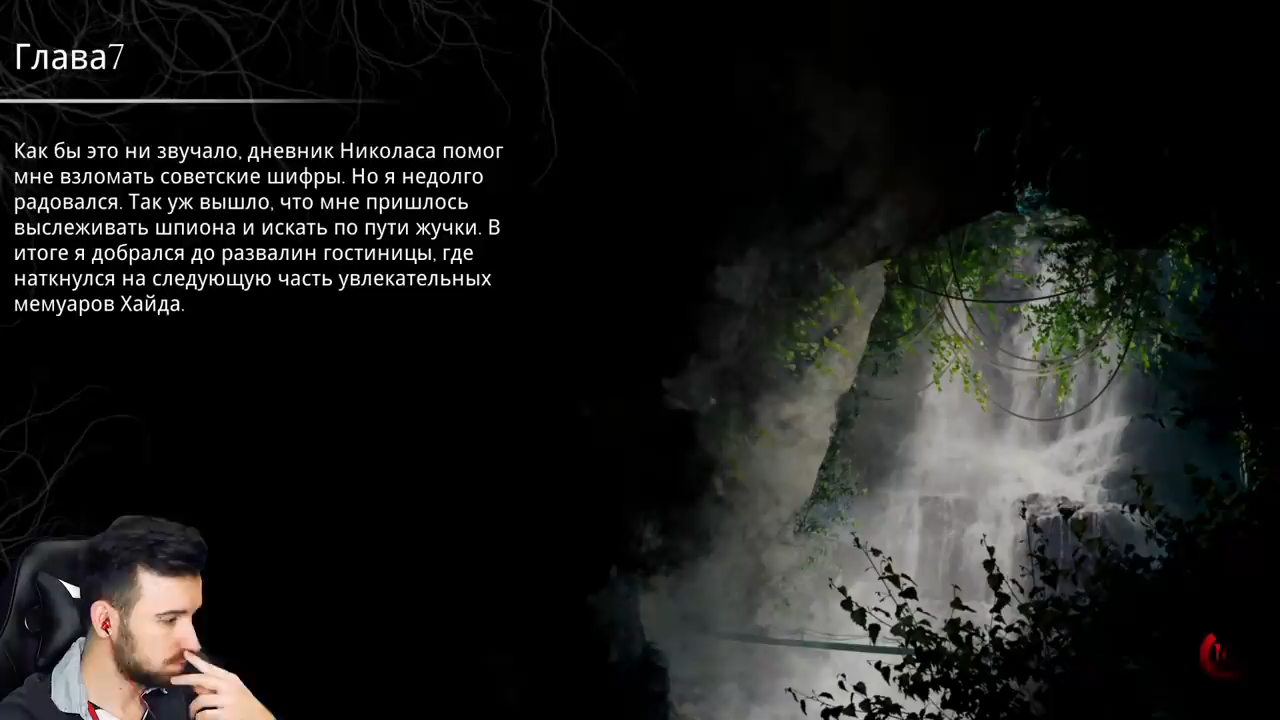 Глава7
Как бы это ни звучало, дневник Николаса помог
мне взломать советские шифры. Но я недолго
радовался. Так уж вышло, что мне пришлось
выслеживать шпиона и искать по пути жучки. В
итоге я добрался до развалин гостиницы, где
наткнулся на следующую часть увлекательных
мемуаров Хайда.